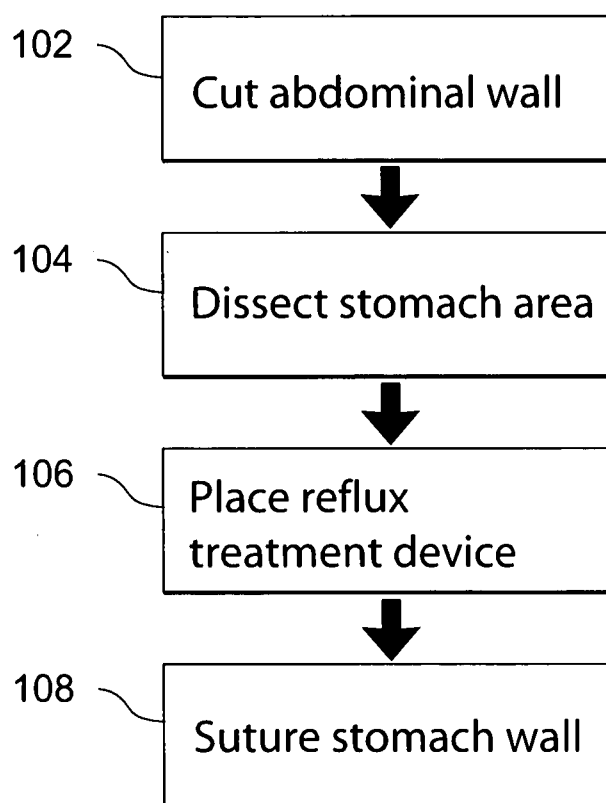 102
Cut abdominal wall
104
Dissect stomach area
106
Place reflux
treatment device
108
Suture stomach wall